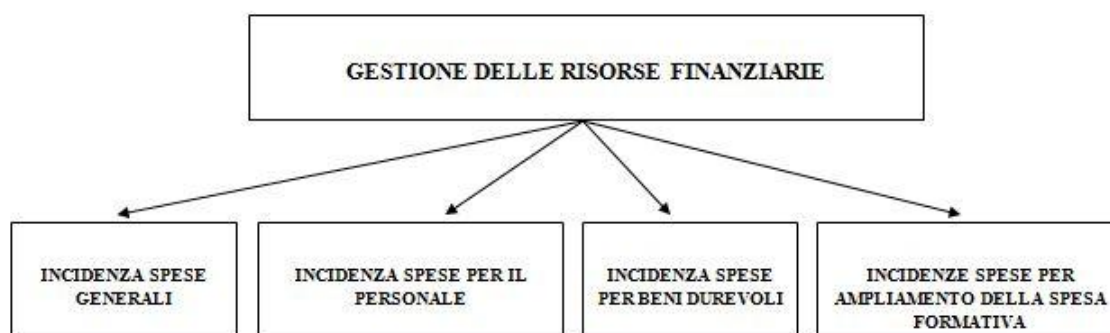 GESTIONE DELLE RISORSE FINANZIARIE
INCIDENZA SPESE
GENERALI
INCIDENZA SPESE PER IL
PERSONALE
INCIDENZA SPESE
PER BENI DUREVOLI
INCIDENZE SPESE PER
AMPLIAMENTO DELLA SPESA
FORMATIVA